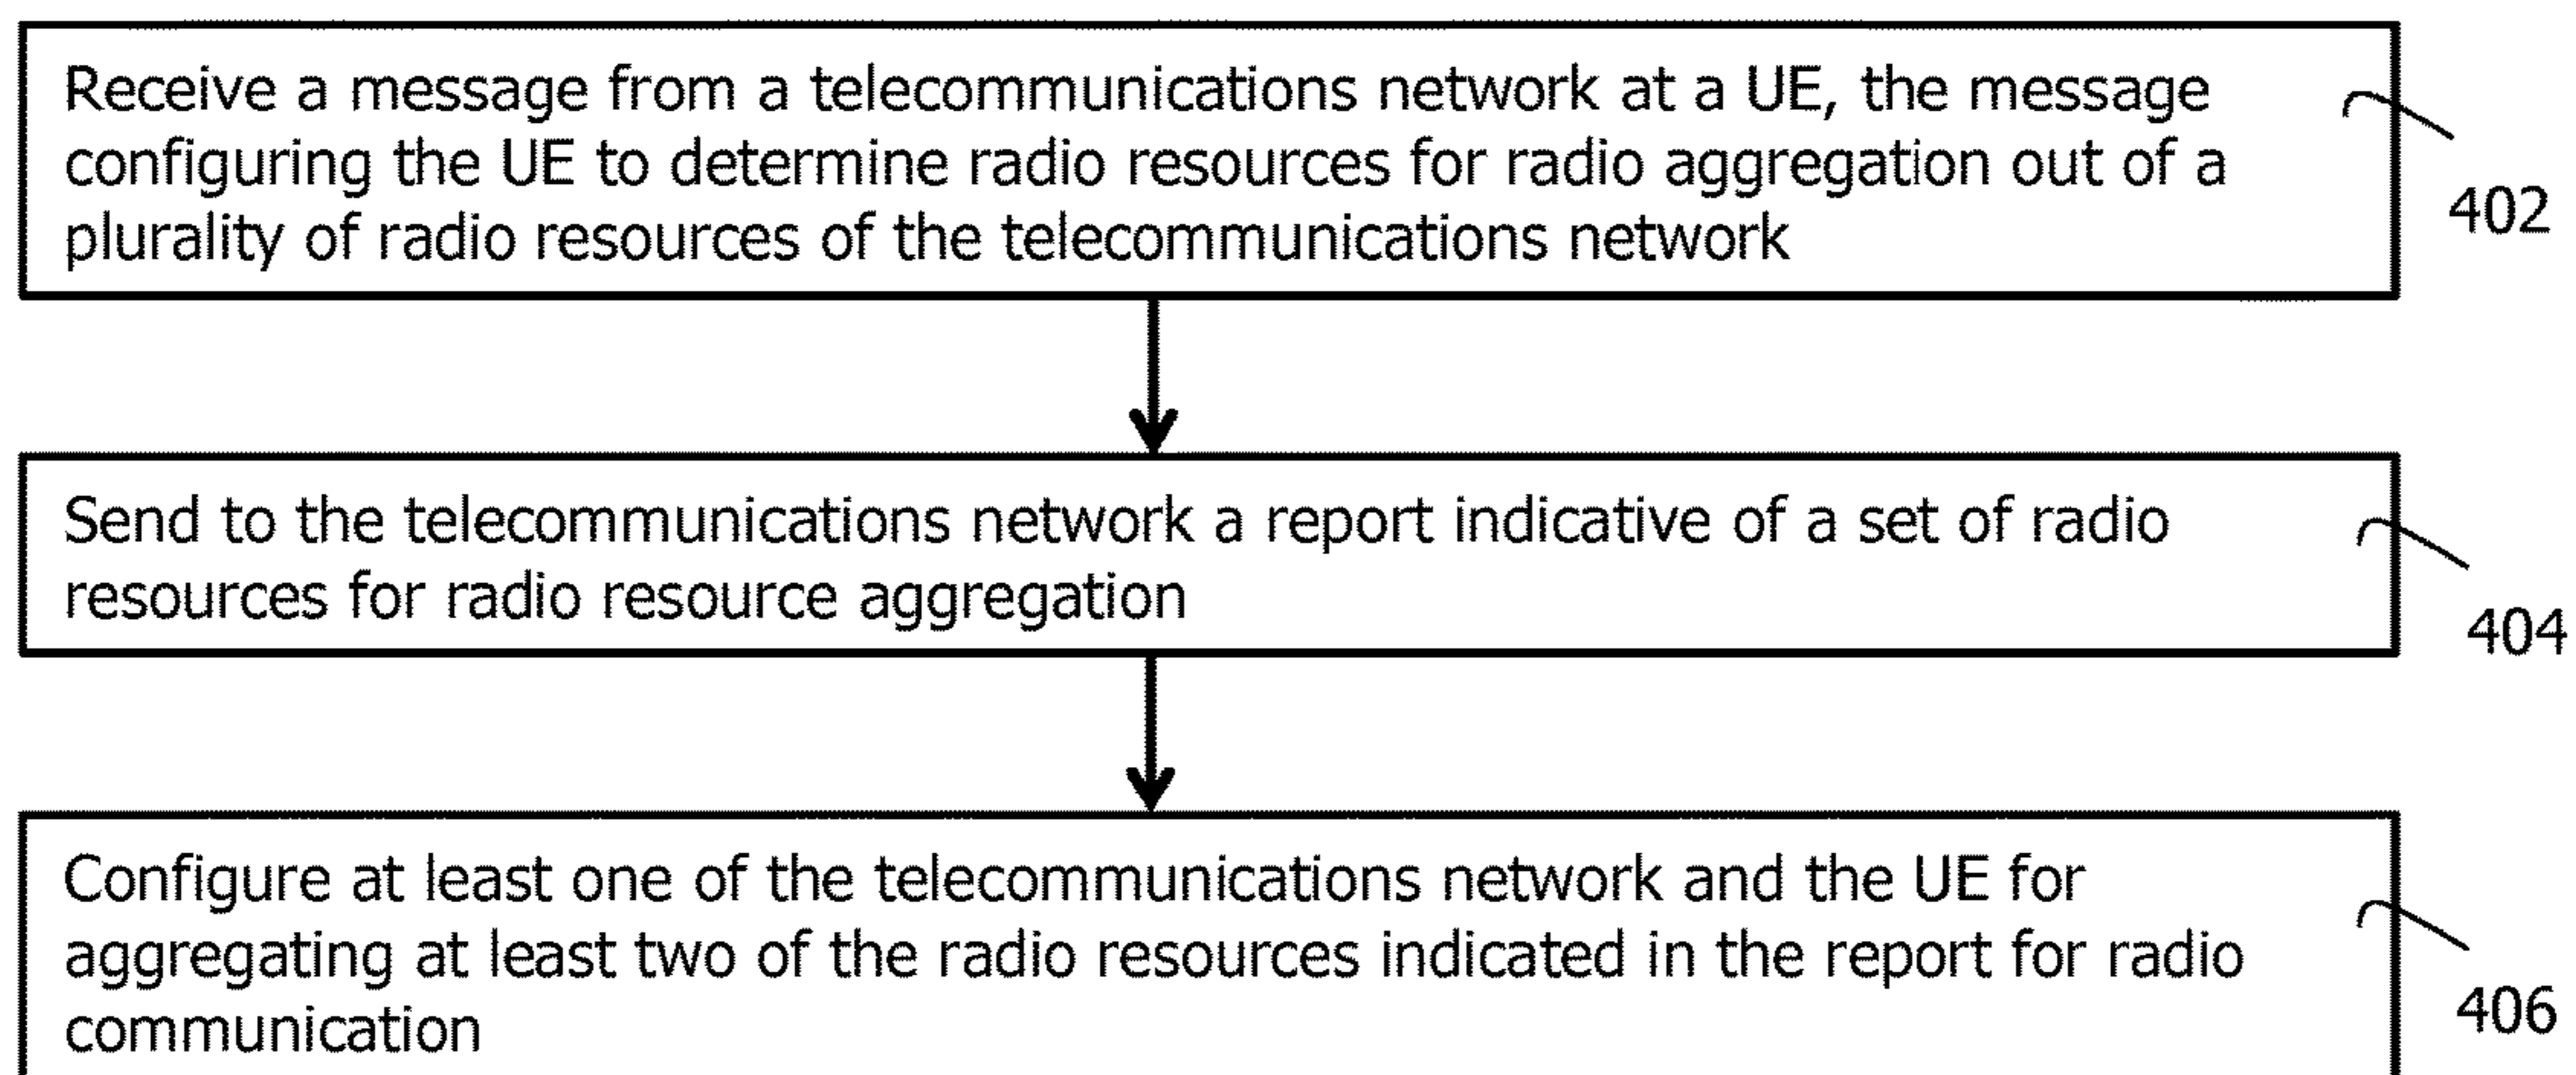 Receive a message from a telecommunications network at a UE, the message
configuring the UE to determine radio resources for radio aggregation out of a
plurality of radio resources of the telecommunications network
402
Send to the telecommunications network a report indicative of a set of radio
resources for radio resource aggregation
404
Configure at least one of the telecommunications network and the UE for
aggregating at least two of the radio resources indicated in the report for radio
communication
406